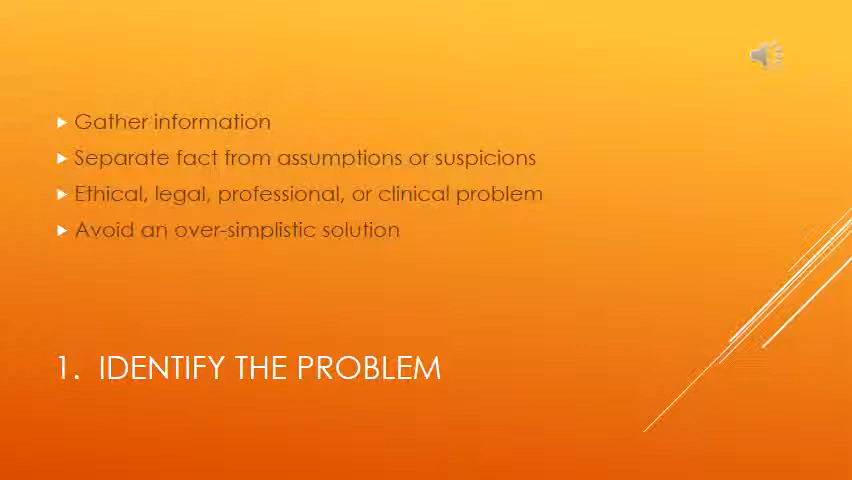 Gather information
Separate fact from assumptions or suspicions
Ethical, legal, professional, or clinical problem
Avoid an over-simplistic solution
1. IDENTIFY THE PROBLEM